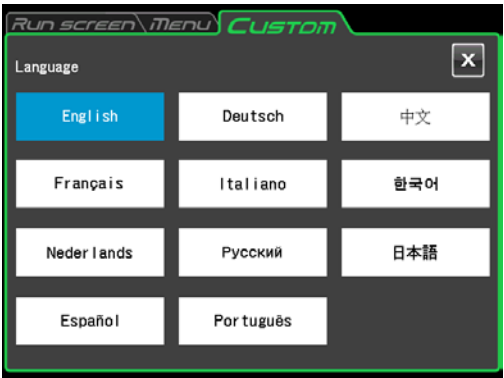 Run screen Menu Custom
Language X
English Deutsch 中文
Français Italiano 한국어
Nederlands Русский 日本語
Español Português